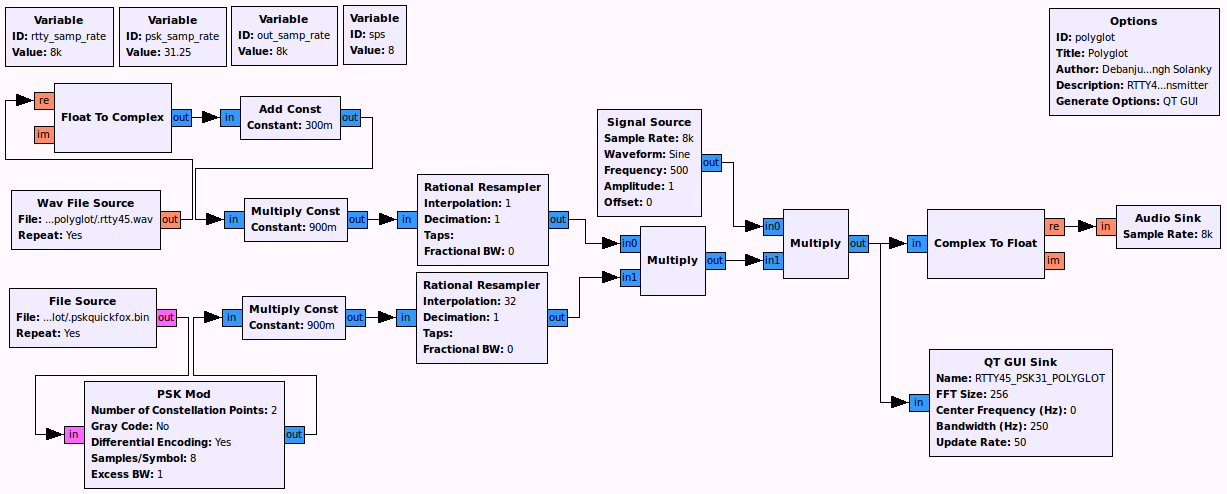 Variable
ID: rtty_samp_rate
Value: 8k
Variable
ID: psk_samp_rate
Value: 31.25
Variable
ID: out_samp_rate
Value: 8k
Variable
ID: sps
Value: 8
Options
ID: polyglot
Title: Polyglot
Author: Debanju...ngh Solanky
Description: RTTY4...nsmitter
Generate Options: QT GUI
re
im
Float To Complex
out
in
Add Const
Constant: 300m
out
Wav File Source
File: ...polyglot/.rtty45.wav
Repeat: Yes
out
in
Multiply Const
Constant: 900m
out
in
Rational Resampler
Interpolation: 1
Decimation: 1
Taps:
Fractional BW: 0
out
Signal Source
Sample Rate: 8k
Waveform: Sine
Frequency: 500
Amplitude: 1
Offset: 0
out
in0
in1
Multiply
out
in0
in1
Multiply
out
in
Complex To Float
re
im
in
Audio Sink
Sample Rate: 8k
File Source
File: ...lot/.pskquickfox.bin
Repeat: Yes
out
in
Multiply Const
Constant: 900m
out
in
Rational Resampler
Interpolation: 32
Decimation: 1
Taps:
Fractional BW: 0
out
in
PSK Mod
Number of Constellation Points: 2
Gray Code: No
Differential Encoding: Yes
Samples/Symbol: 8
Excess BW: 1
out
in
QT GUI Sink
Name: RTTY45_PSK31_POLYGLOT
FFT Size: 256
Center Frequency (Hz): 0
Bandwidth (Hz): 250
Update Rate: 50